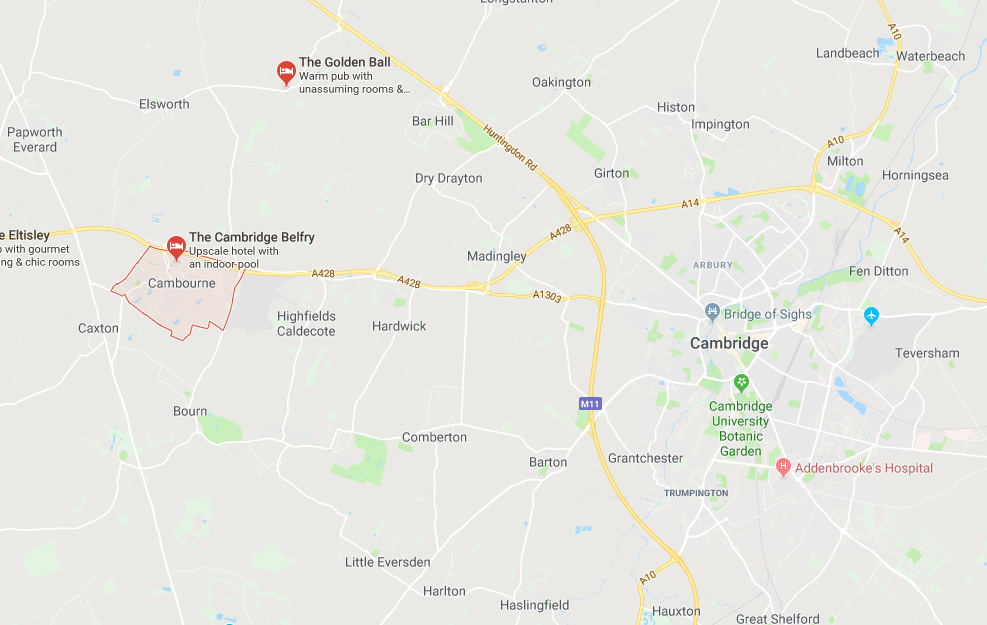 Longstanton
A10
Landbeach
Waterbeach
The Golden Ball
Warm pub with
unassuming rooms &...
Oakington
Elsworth
Histon
Bar Hill
Impington
Papworth
Everard
Huntingdon Rd
A10
Milton
Girton
Dry Drayton
Horningsea
A14
A14
e Eltisley
b with gourmet
ng & chic rooms
The Cambridge Belfry
Upscale hotel with
an indoor pool
A428
Madingley
ARBURY
Fen Ditton
Cambourne
A428
A428
A1303
Highfields
Caldecote
Hardwick
Caxton
Bridge of Sighs
Cambridge
Teversham
M11
Bourn
Cambridge
University
Botanic
Garden
Comberton
Barton
Grantchester
H
Addenbrooke's Hospital
TRUMPINGTON
Little Eversden
A10
Harlton
Haslingfield
Hauxton
Great Shelford